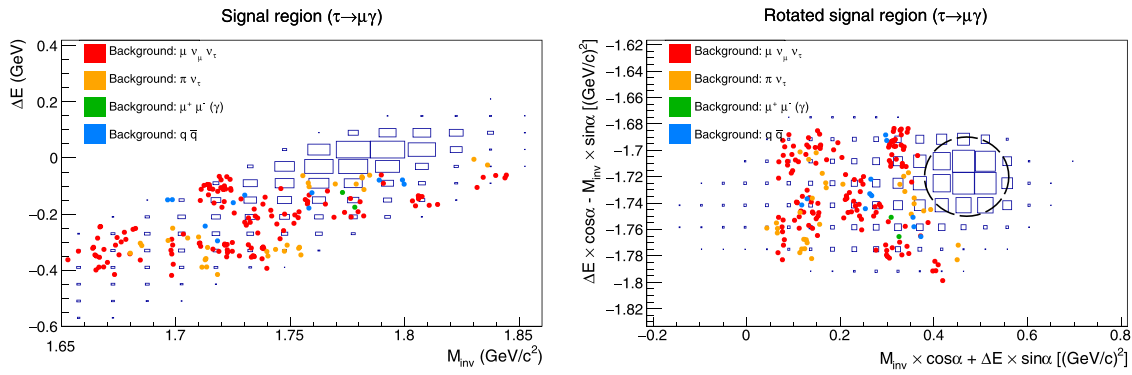 Signal region (τ→μγ)
ΔE (GeV)
0.4
0.2
0
−0.2
−0.4
−0.6
Background: μ ν_μ ν_τ
Background: π ν_τ
Background: μ⁺ μ⁻ (γ)
Background: q q̅
1.65
1.7
1.75
1.8
1.85
M_inv (GeV/c²)
Rotated signal region (τ→μγ)
ΔE × cosα - M_inv × sinα [(GeV/c)²]
−1.62
−1.64
−1.66
−1.68
−1.7
−1.72
−1.74
−1.76
−1.78
−1.8
−1.82
Background: μ ν_μ ν_τ
Background: π ν_τ
Background: μ⁺ μ⁻ (γ)
Background: q q̅
−0.2
0
0.2
0.4
0.6
0.8
M_inv × cosα + ΔE × sinα [(GeV/c)²]